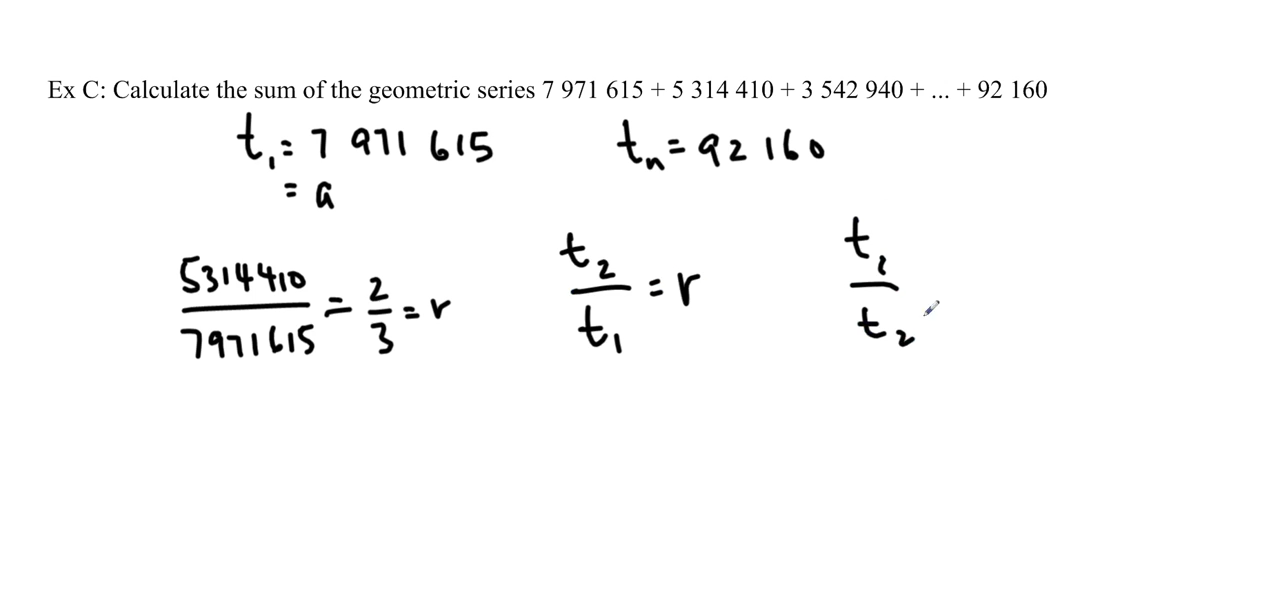 Ex C: Calculate the sum of the geometric series 7 971 615 + 5 314 410 + 3 542 940 + ... + 92 160
t₁ = 7 971 615 tₙ = 92 160
= a
5314410/7971615 = 2/3 = r t₂/t₁ = r t₁/t₂